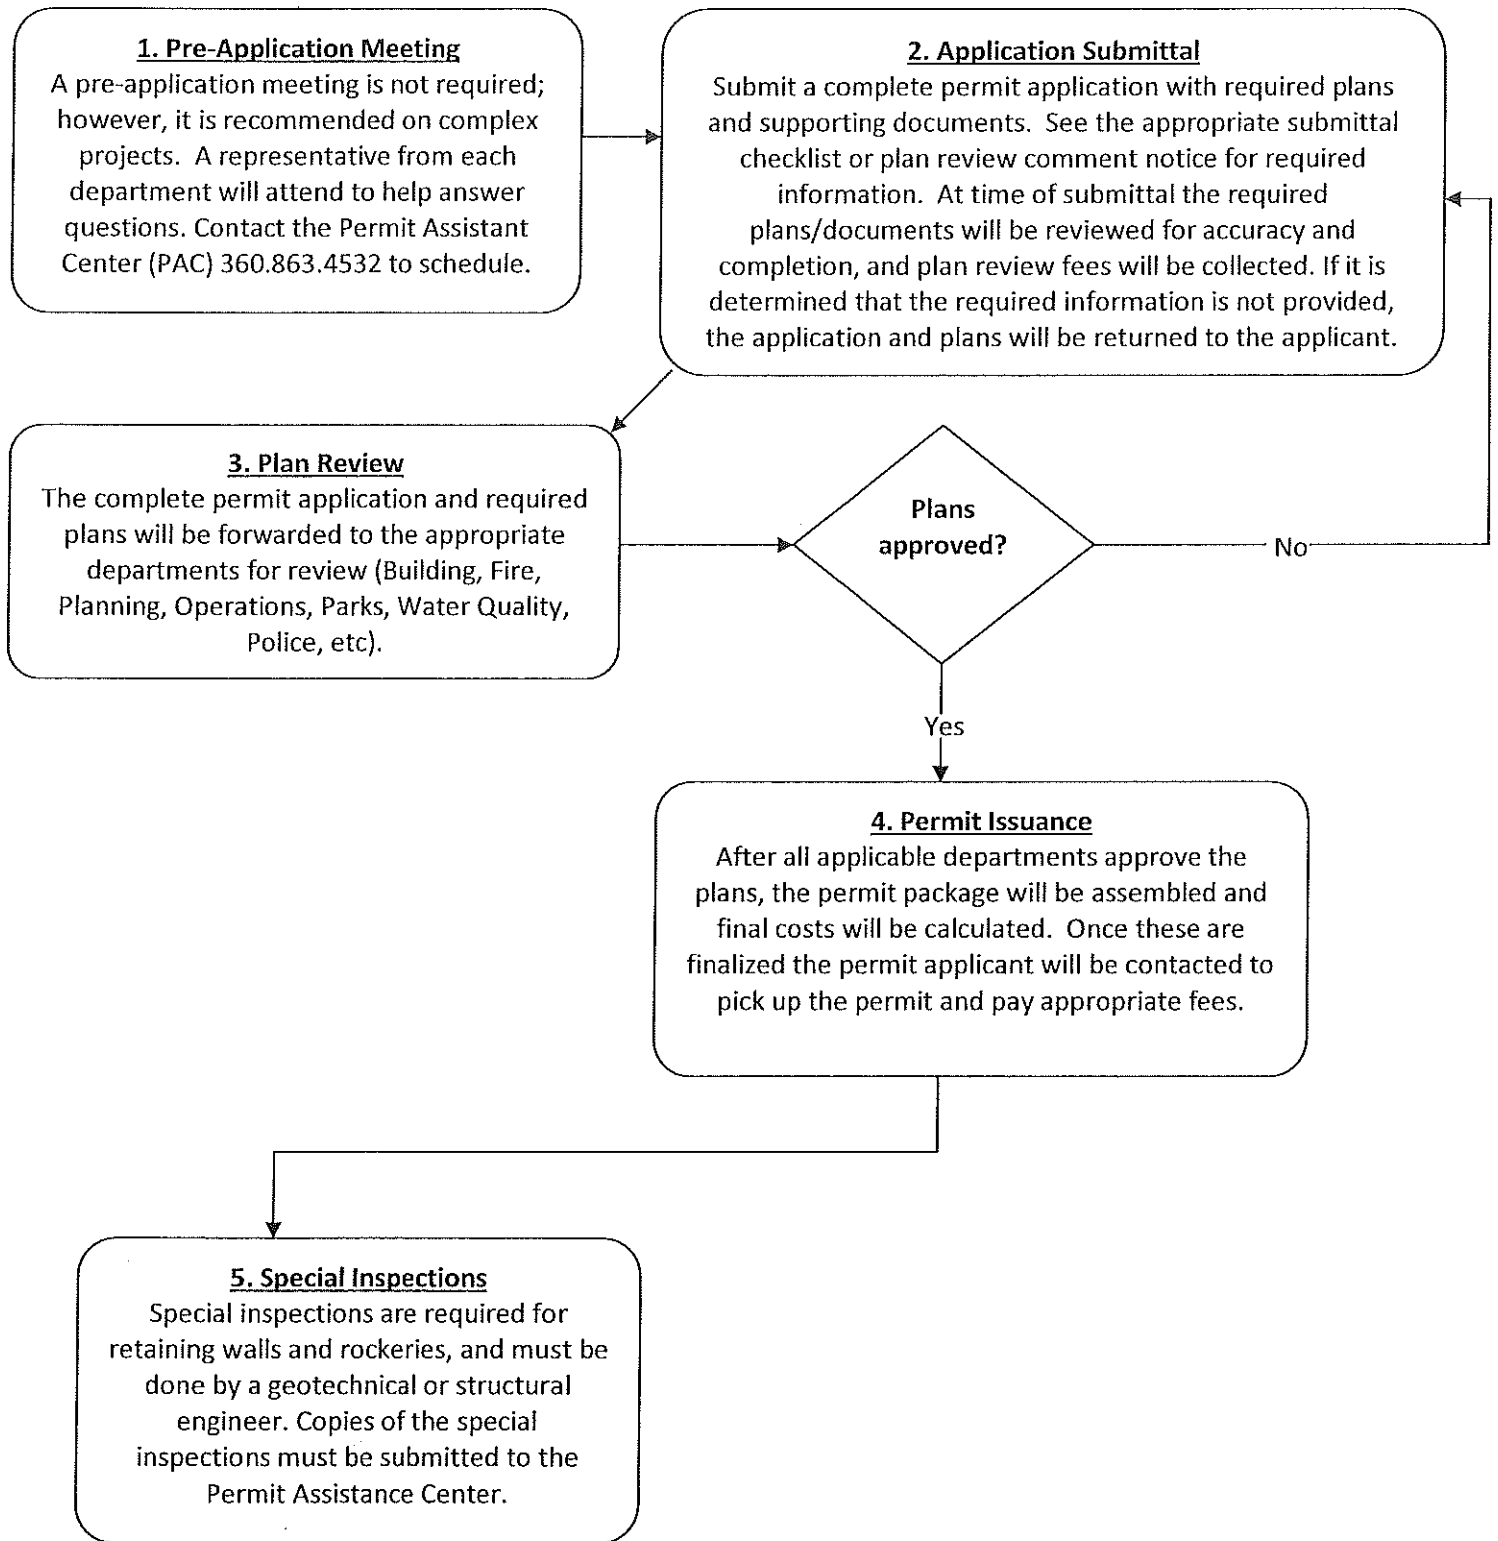 1. Pre-Application Meeting
A pre-application meeting is not required;
however, it is recommended on complex
projects.  A representative from each
department will attend to help answer
questions. Contact the Permit Assistant
Center (PAC) 360.863.4532 to schedule.
2. Application Submittal
Submit a complete permit application with required plans
and supporting documents.  See the appropriate submittal
checklist or plan review comment notice for required
information.  At time of submittal the required
plans/documents will be reviewed for accuracy and
completion, and plan review fees will be collected. If it is
determined that the required information is not provided,
the application and plans will be returned to the applicant.
3. Plan Review
The complete permit application and required
plans will be forwarded to the appropriate
departments for review (Building, Fire,
Planning, Operations, Parks, Water Quality,
Police, etc).
Plans
approved?
No
Yes
4. Permit Issuance
After all applicable departments approve the
plans, the permit package will be assembled and
final costs will be calculated.  Once these are
finalized the permit applicant will be contacted to
pick up the permit and pay appropriate fees.
5. Special Inspections
Special inspections are required for
retaining walls and rockeries, and must be
done by a geotechnical or structural
engineer. Copies of the special
inspections must be submitted to the
Permit Assistance Center.